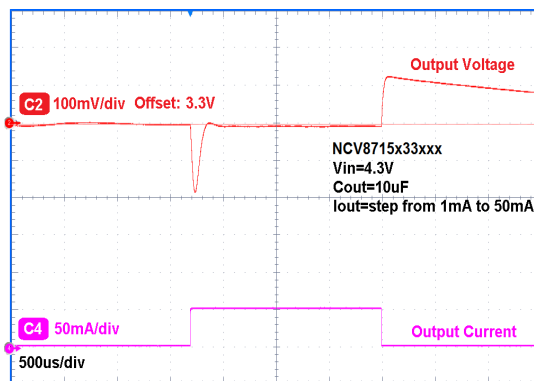 Output Voltage
C2 100mV/div Offset: 3.3V
2
NCV8715x33xxx
Vin=4.3V
Cout=10uF
Iout=step from 1mA to 50mA
C4 50mA/div
Output Current
500us/div